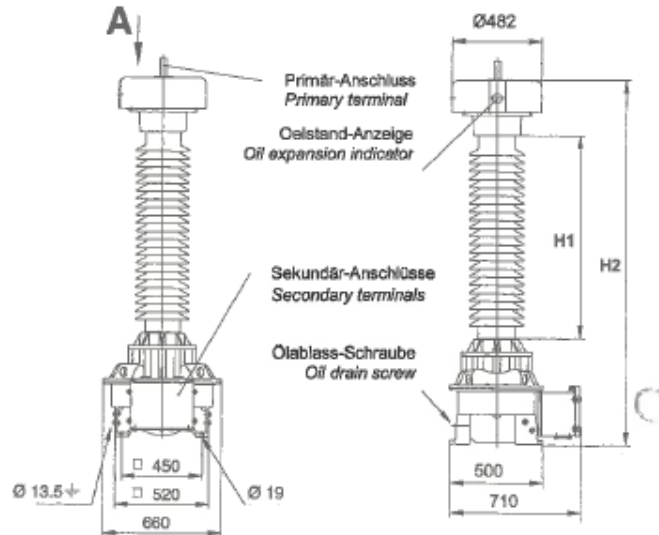 A
Ø482
Primär-Anschluss
Primary terminal
Oelstand-Anzeige
Oil expansion indicator
H1
H2
Sekundär-Anschlüsse
Secondary terminals
Ölablass-Schraube
Oil drain screw
□ 450
Ø 13.5 ⏚
□ 520
Ø 19
660
500
710